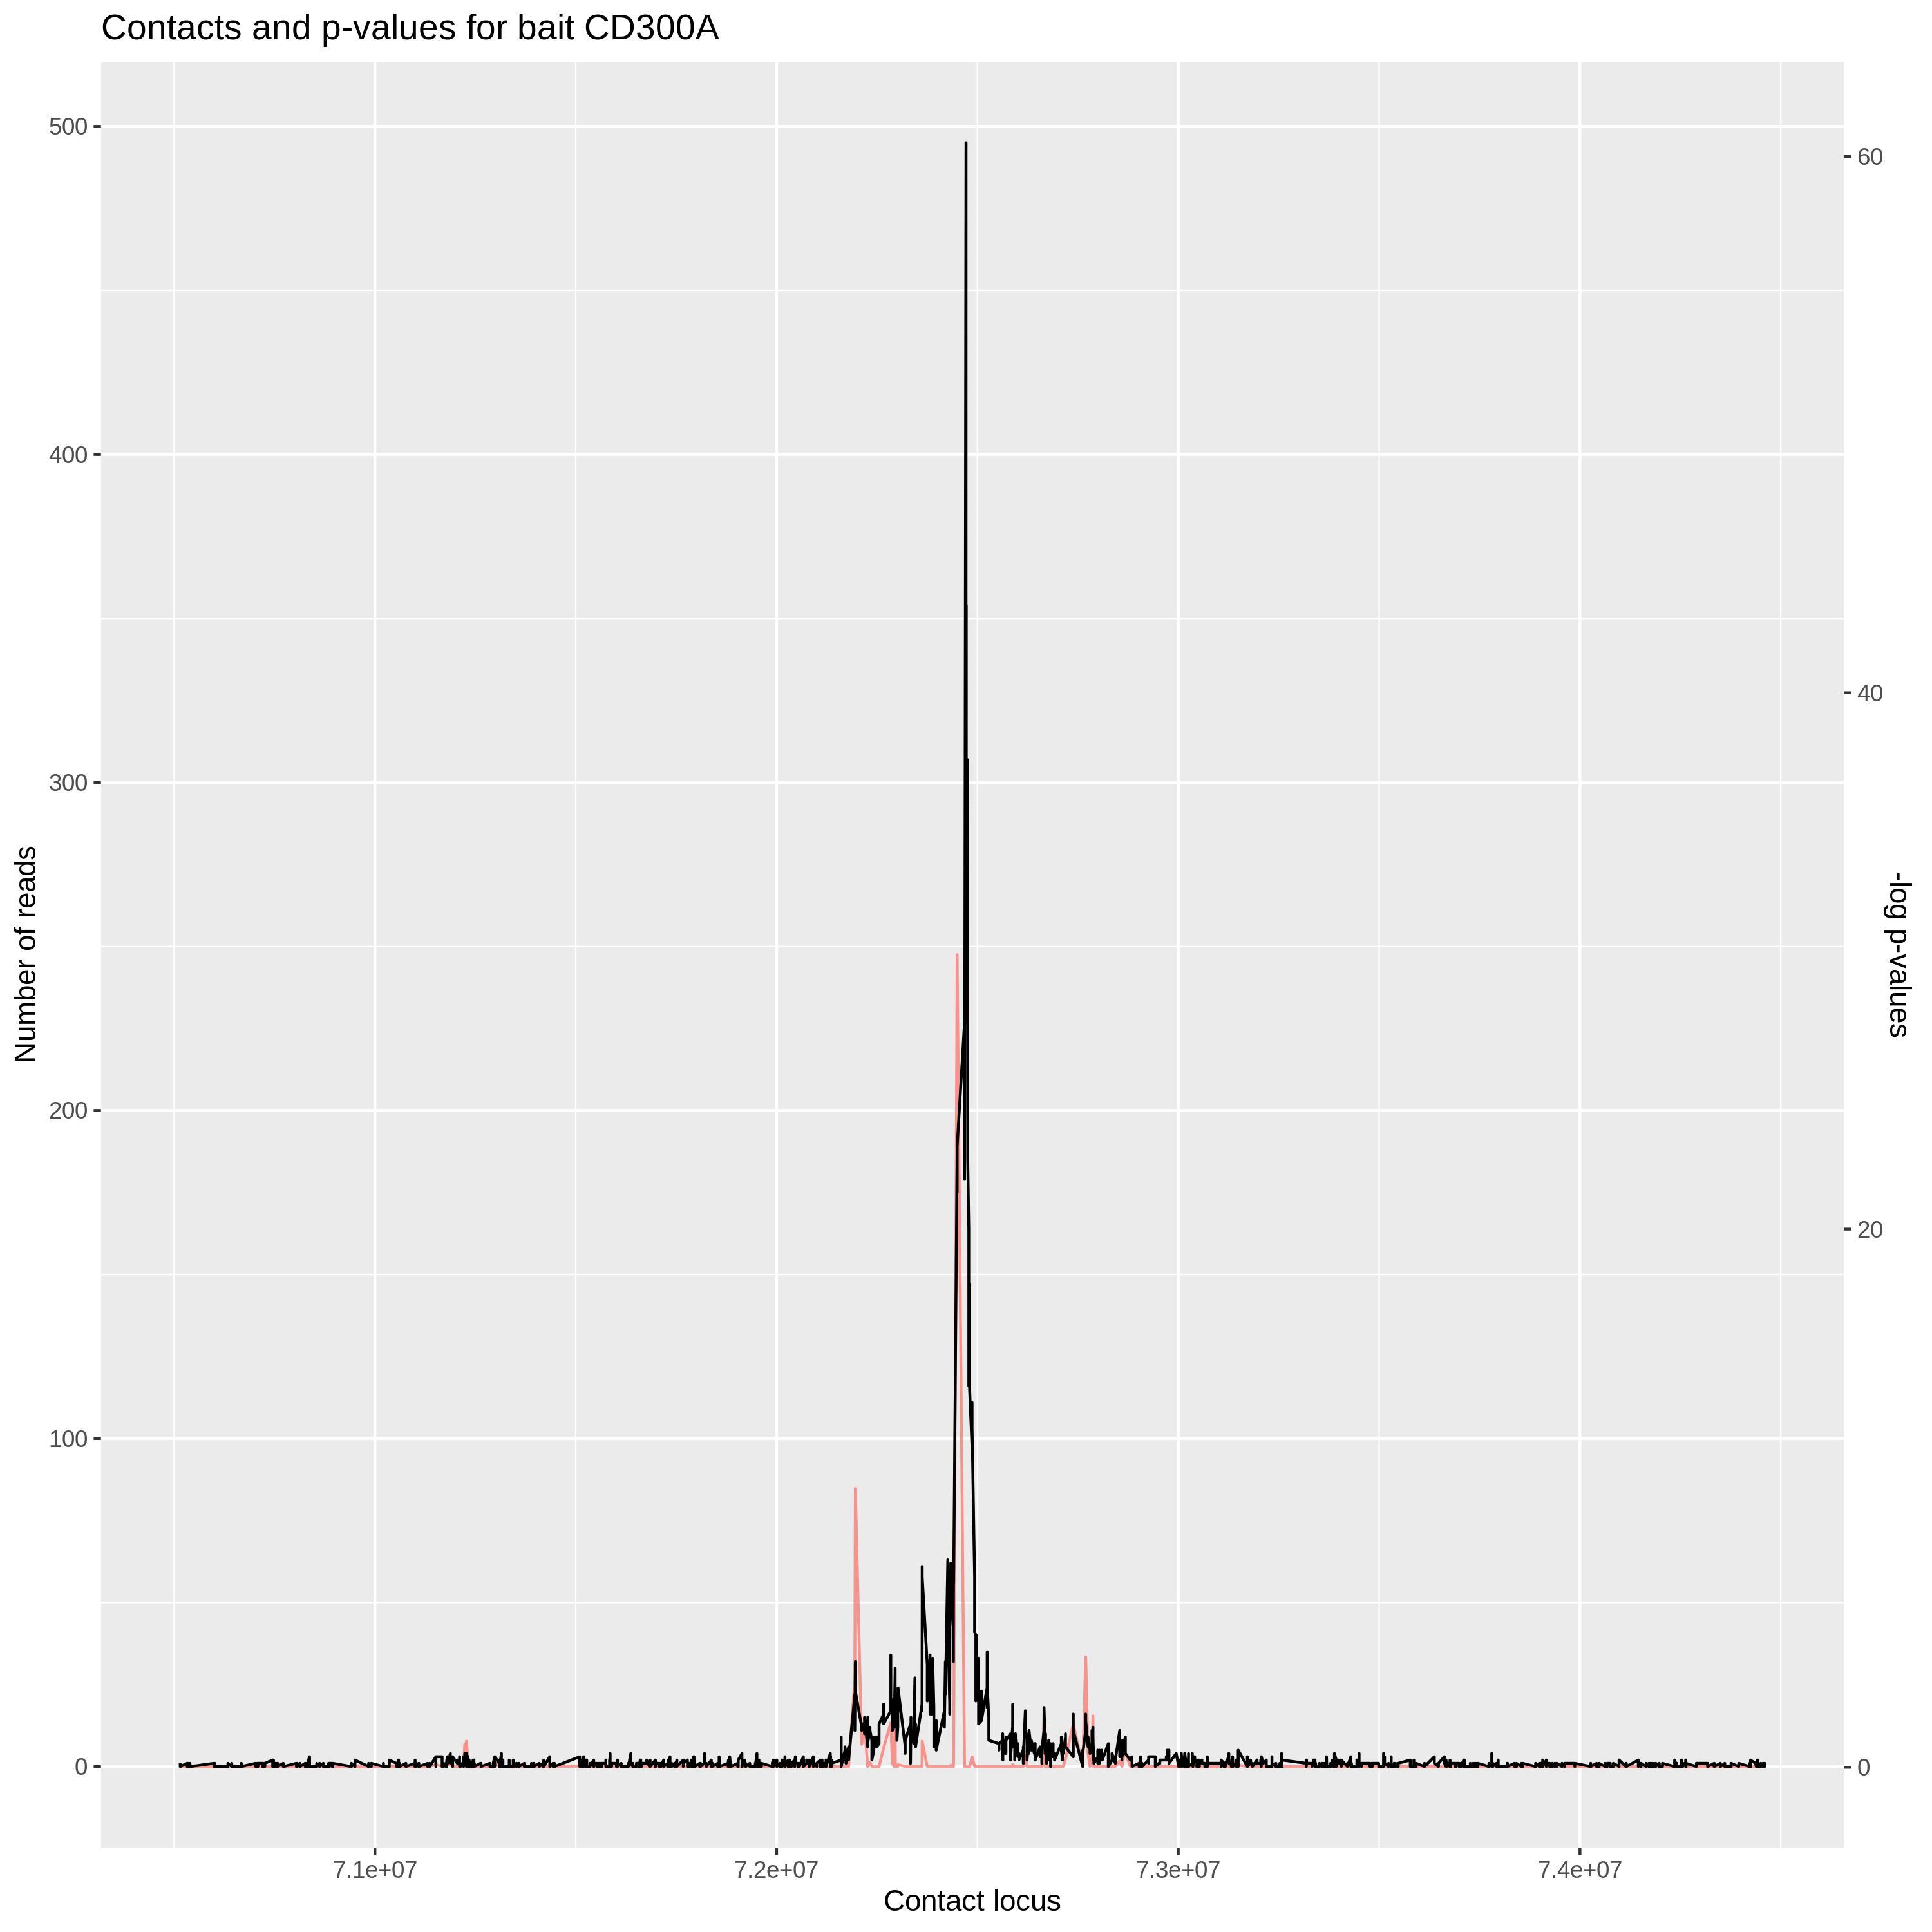 Contacts and p-values for bait CD300A
500
400
300
200
100
0
Number of reads
60
40
20
0
-log p-values
7.1e+07
7.2e+07
7.3e+07
7.4e+07
Contact locus